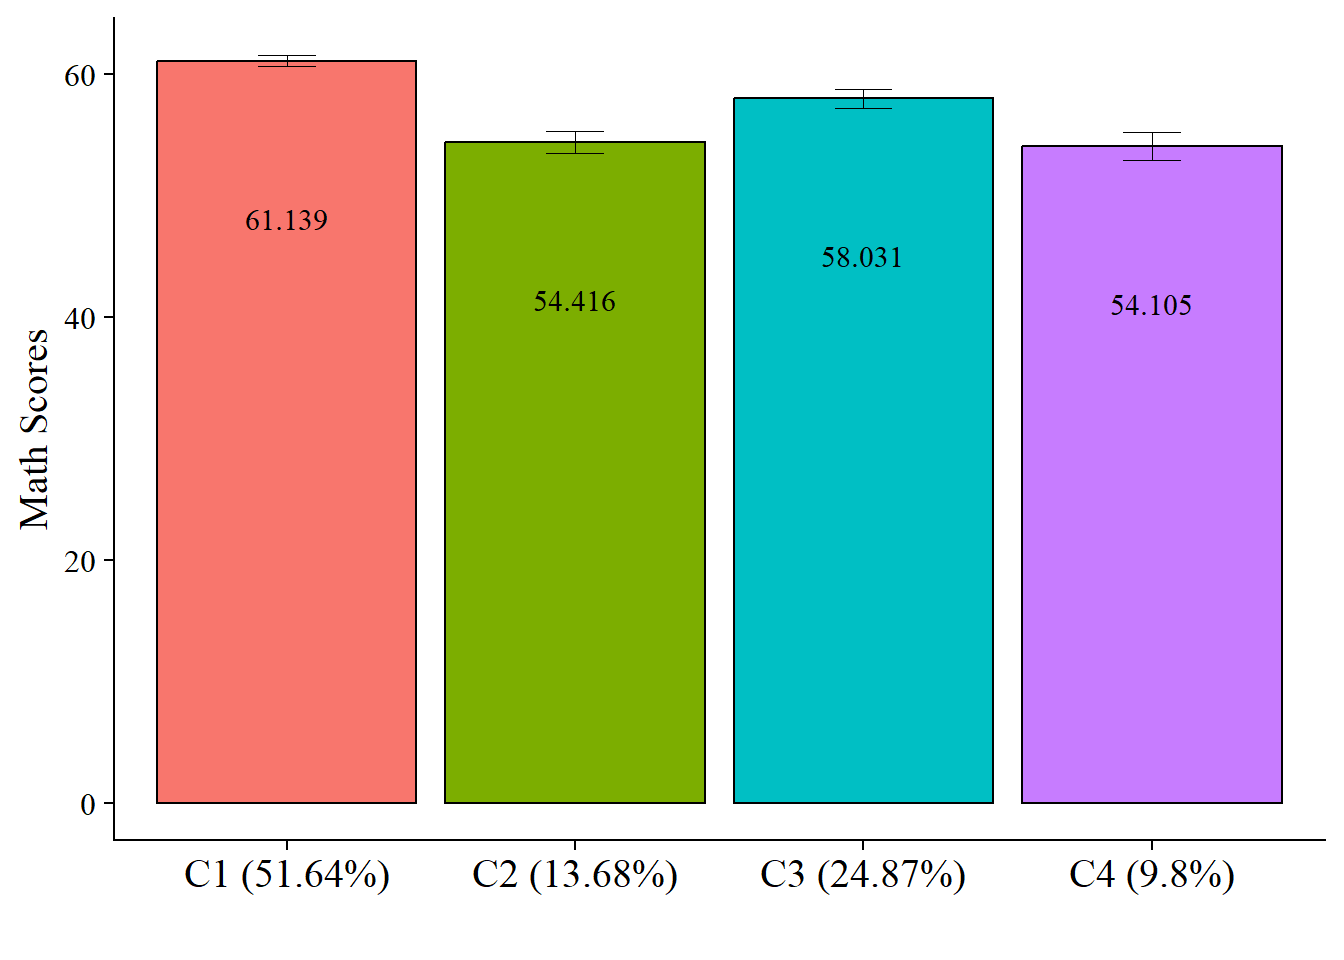 60
40
20
0
Math Scores
61.139
54.416
58.031
54.105
C1 (51.64%)
C2 (13.68%)
C3 (24.87%)
C4 (9.8%)